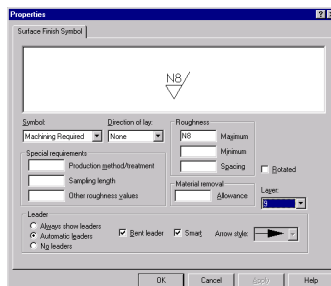 Properties
Surface Finish Symbol
N8
Symbol:
Direction of lay:
Machining Required
None
Roughness
N8
Maximum
Minimum
Spacing
Special requirements
Production method/treatment
Sampling length
Other roughness values
Material removal
Allowance
Rotated
Layer:
Leader
Always show leaders
Automatic leaders
No leaders
Bent leader
Smart
Arrow style:
OK
Cancel
Apply
Help